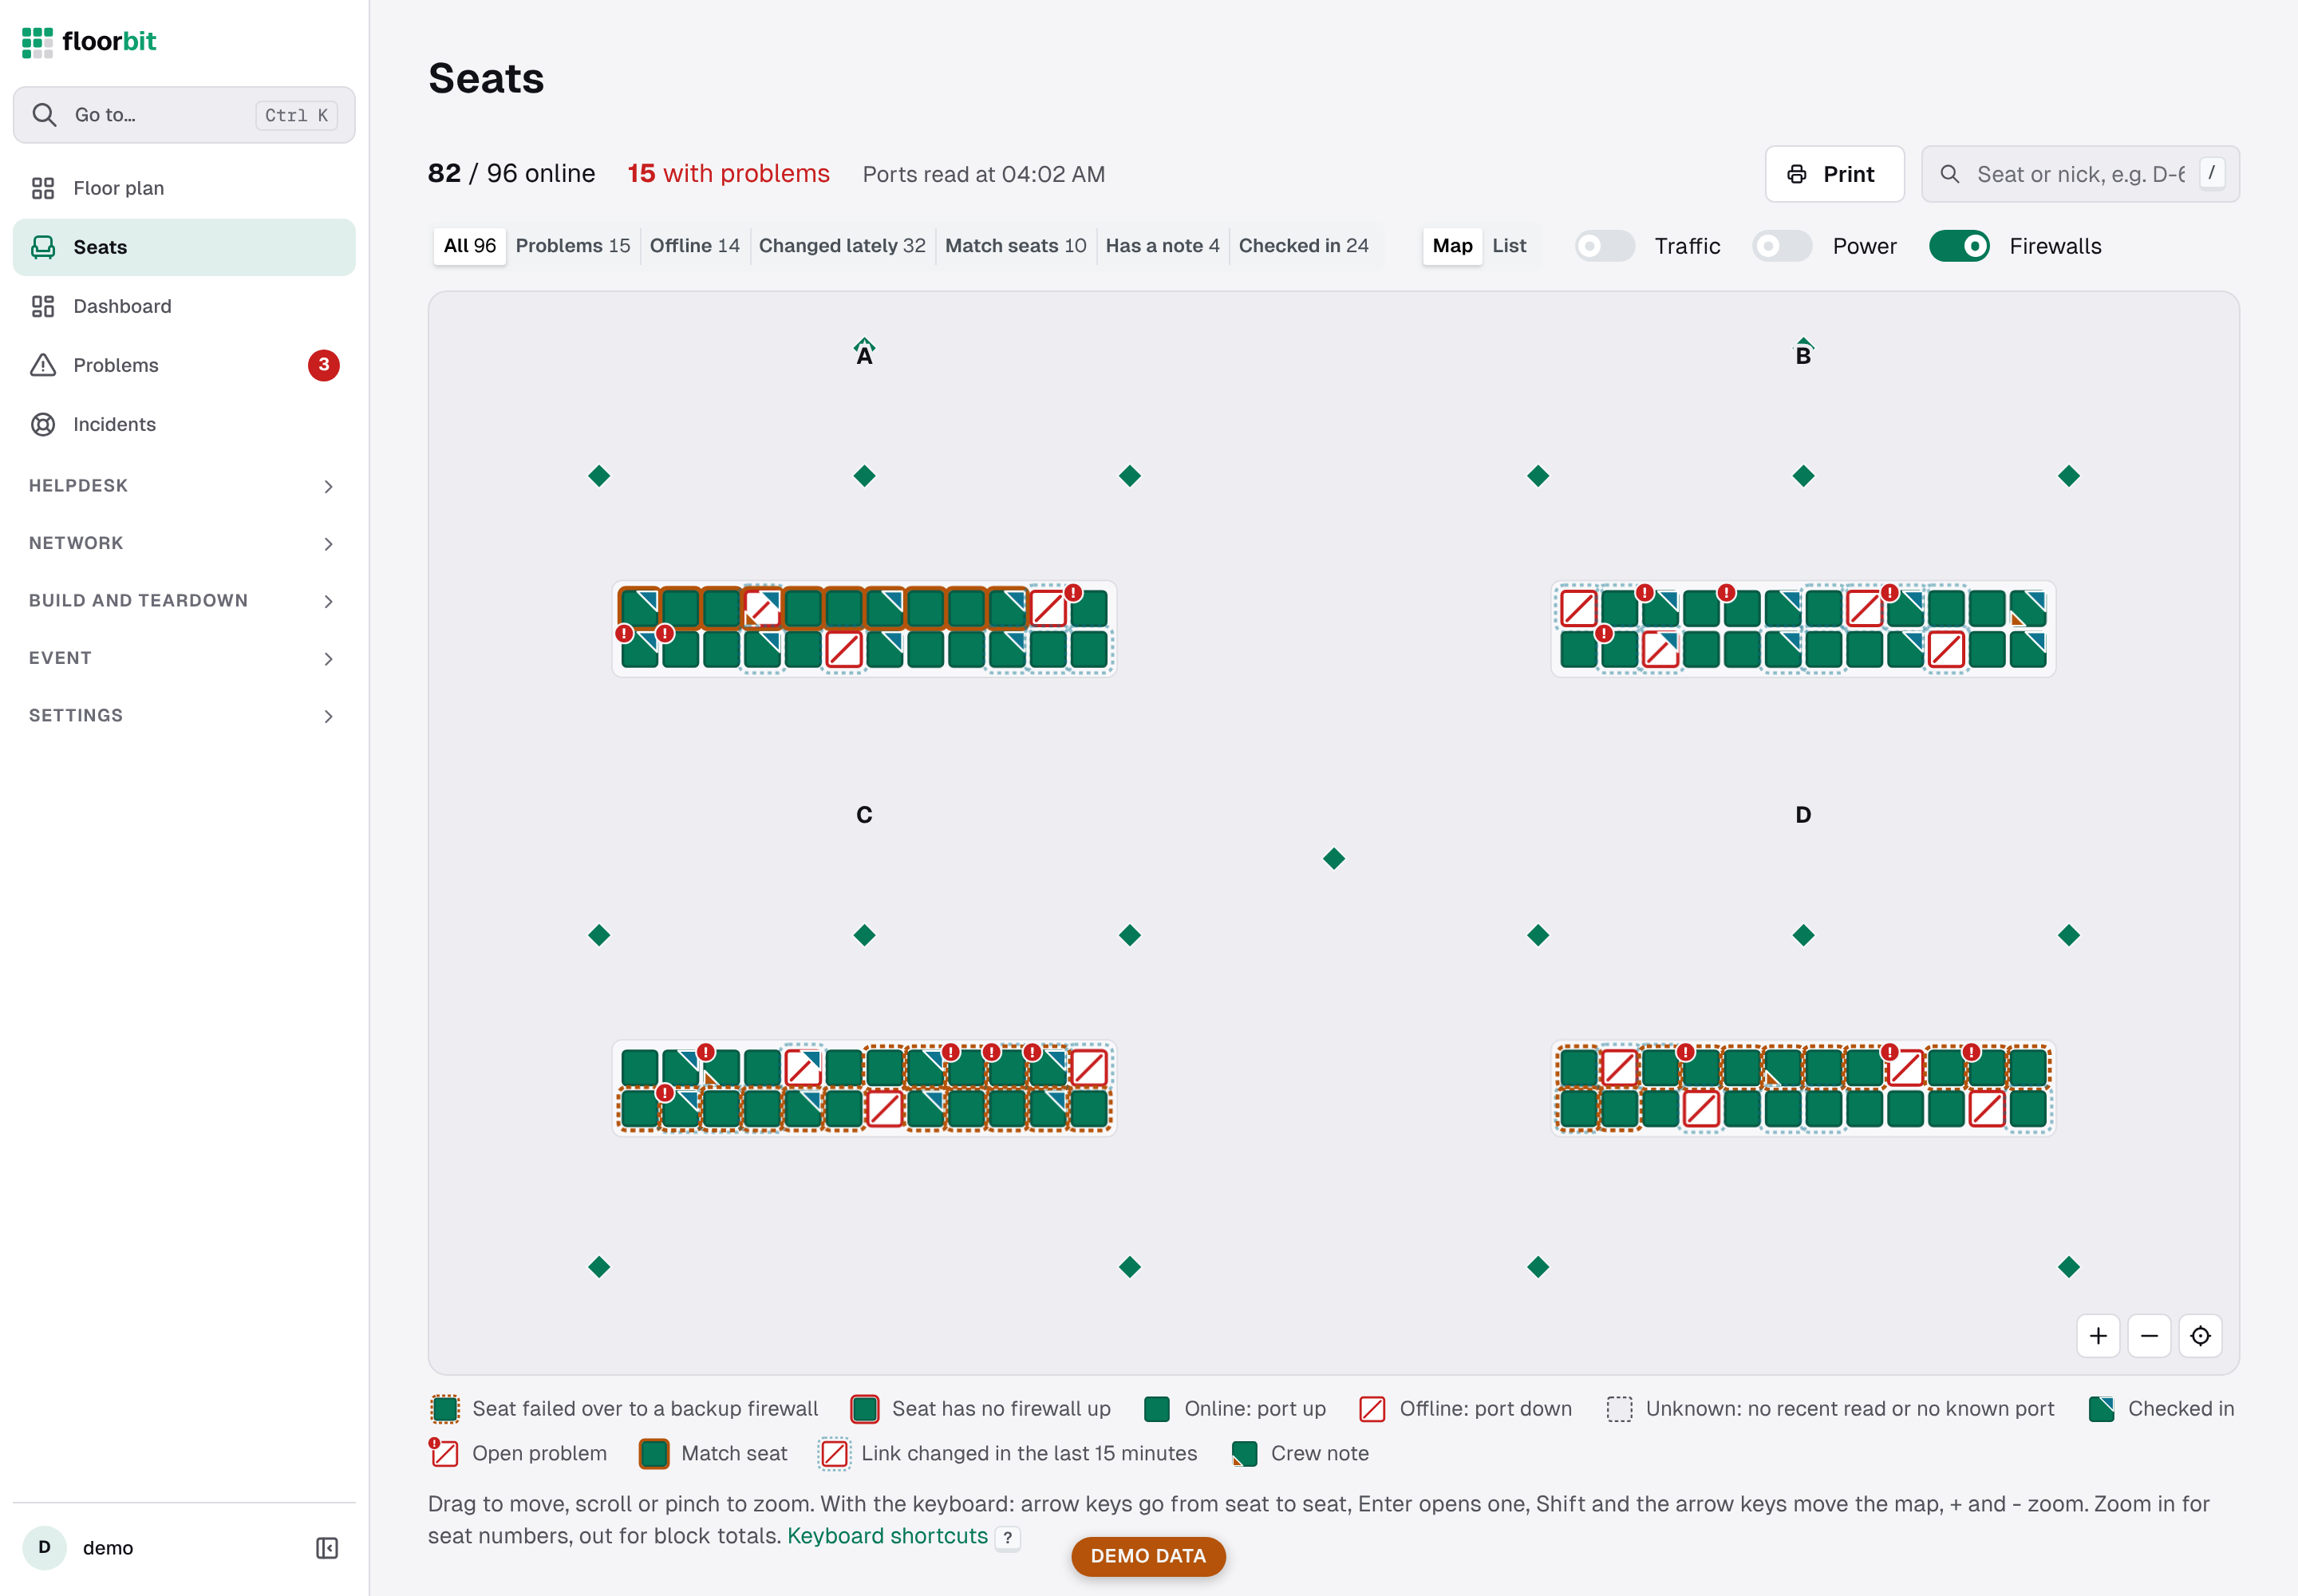 floorbit
Go to... Ctrl K
Floor plan
Seats
Dashboard
Problems 3
Incidents
HELPDESK
NETWORK
BUILD AND TEARDOWN
EVENT
SETTINGS
D demo
Seats
82 / 96 online 15 with problems Ports read at 04:02 AM
Print
Seat or nick, e.g. D-6 /
All 96 Problems 15 Offline 14 Changed lately 32 Match seats 10 Has a note 4 Checked in 24
Map List
Traffic Power Firewalls
A B
C D
Seat failed over to a backup firewall Seat has no firewall up Online: port up Offline: port down Unknown: no recent read or no known port Checked in
Open problem Match seat Link changed in the last 15 minutes Crew note
Drag to move, scroll or pinch to zoom. With the keyboard: arrow keys go from seat to seat, Enter opens one, Shift and the arrow keys move the map, + and - zoom. Zoom in for
seat numbers, out for block totals. Keyboard shortcuts ?
DEMO DATA